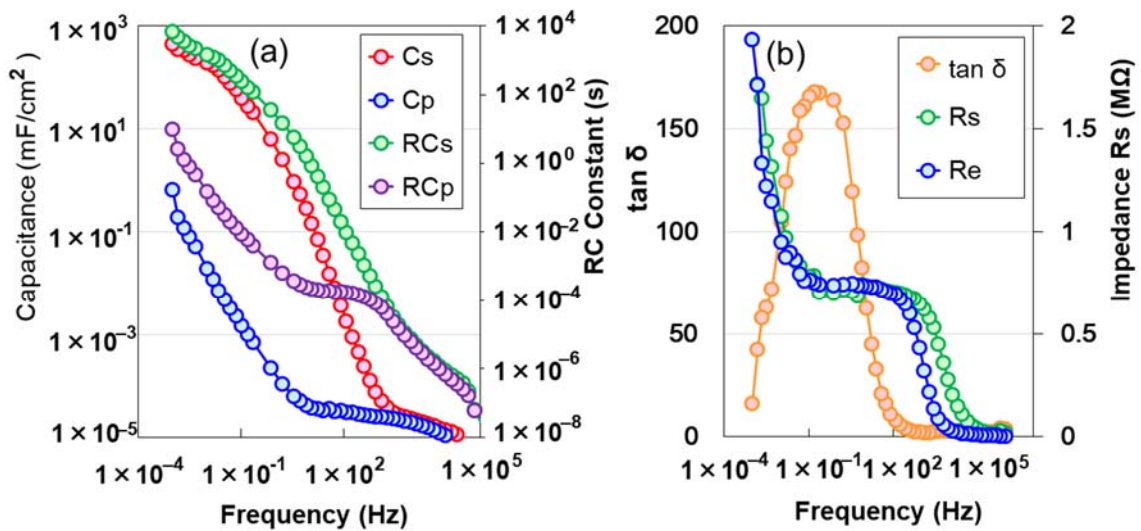 (a)
Capacitance (mF/cm²)
1 × 10³
1 × 10¹
1 × 10⁻¹
1 × 10⁻³
1 × 10⁻⁵
Cs
Cp
RCs
RCp
1 × 10⁴
1 × 10²
1 × 10⁰
1 × 10⁻²
1 × 10⁻⁴
1 × 10⁻⁶
1 × 10⁻⁸
RC Constant (s)
1 × 10⁻⁴ 1 × 10⁻¹ 1 × 10² 1 × 10⁵
Frequency (Hz)
(b)
tan δ
200
150
100
50
0
tan δ
Rs
Re
2
1.5
1
0.5
0
Impedance Rs (MΩ)
1 × 10⁻⁴ 1 × 10⁻¹ 1 × 10² 1 × 10⁵
Frequency (Hz)